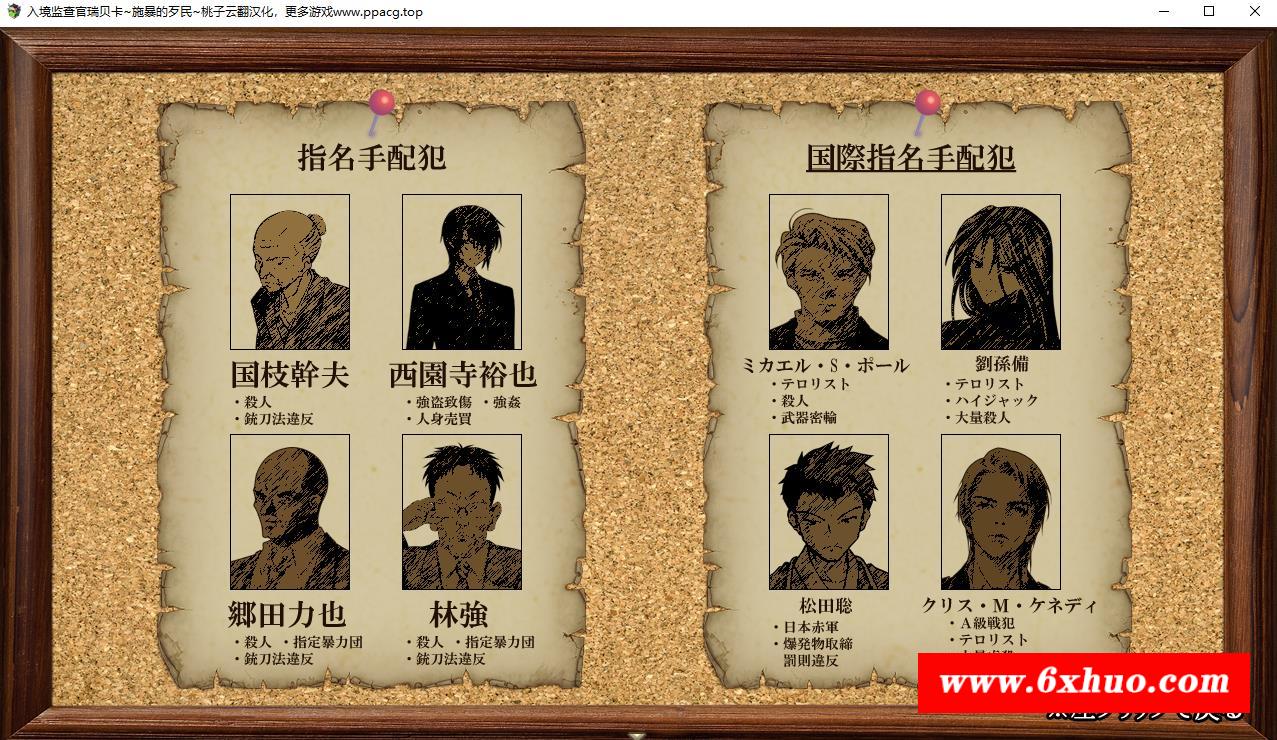 入境监查官瑞贝卡~施暴的歹民~桃子云翻汉化，更多游戏www.ppacg.top
指名手配犯
国枝幹夫
・殺人
・銃刀法違反
西園寺裕也
・強盗致傷 ・強姦
・人身売買
郷田力也
・殺人 ・指定暴力団
・銃刀法違反
林強
・殺人 ・指定暴力団
・銃刀法違反
国際指名手配犯
ミカエル・S・ポール
・テロリスト
・殺人
・武器密輸
劉孫備
・テロリスト
・ハイジャック
・大量殺人
松田聡
・日本赤軍
・爆発物取締
罰則違反
クリス・M・ケネディ
・A級戦犯
・テロリスト
www.6xhuo.com